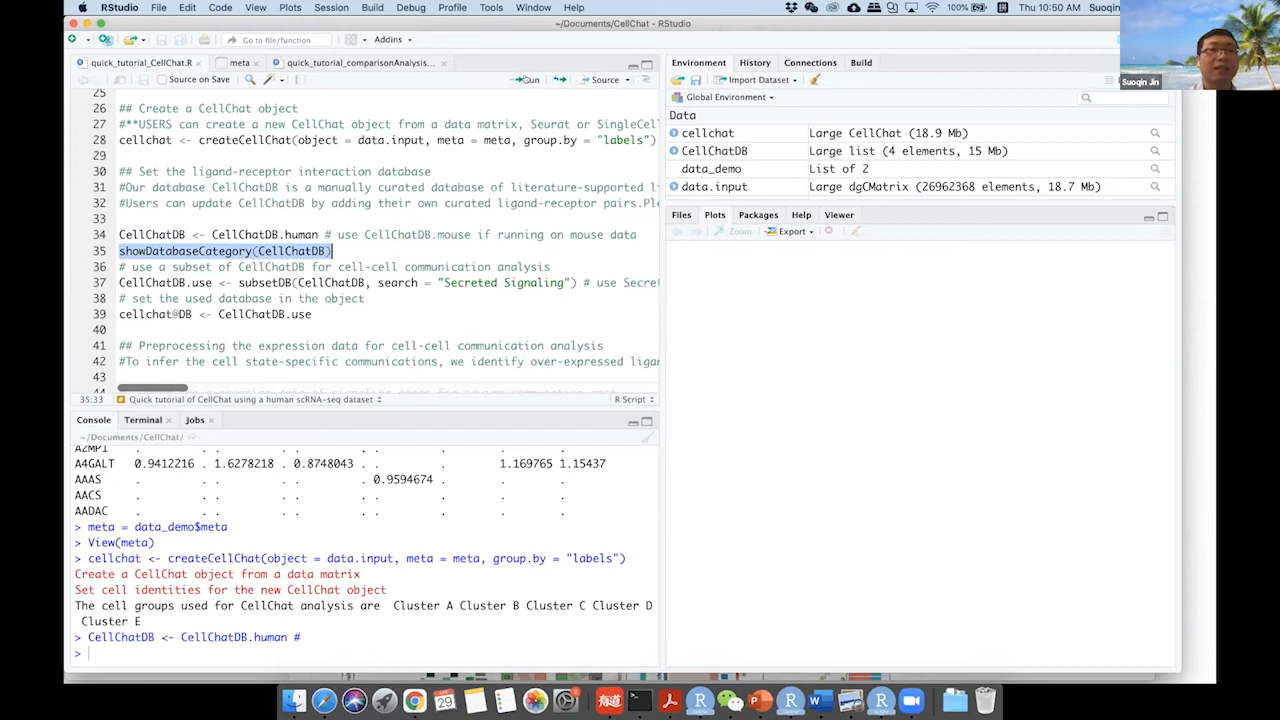 RStudio File Edit Code View Plots Session Build Debug Profile Tools Window Help
100% Thu 10:50 AM Suoqin
~/Documents/CellChat - RStudio
Go to file/function Addins
quick_tutorial_CellChat.R × meta × quick_tutorial_comparisonAnalysis... ×
Source on Save Run Source
25
26 ## Create a CellChat object
27 #**USERS can create a new CellChat object from a data matrix, Seurat or SingleCel
28 cellchat <- createCellChat(object = data.input, meta = meta, group.by = "labels")
29
30 ## Set the ligand-receptor interaction database
31 #Our database CellChatDB is a manually curated database of literature-supported li
32 #Users can update CellChatDB by adding their own curated ligand-receptor pairs.Ple
33
34 CellChatDB <- CellChatDB.human # use CellChatDB.mouse if running on mouse data
35 showDatabaseCategory(CellChatDB)
36 # use a subset of CellChatDB for cell-cell communication analysis
37 CellChatDB.use <- subsetDB(CellChatDB, search = "Secreted Signaling") # use Secret
38 # set the used database in the object
39 cellchat@DB <- CellChatDB.use
40
41 ## Preprocessing the expression data for cell-cell communication analysis
42 #To infer the cell state-specific communications, we identify over-expressed ligan
43
35:33 Quick tutorial of CellChat using a human scRNA-seq dataset R Script
Console Terminal × Jobs ×
~/Documents/CellChat/
A2MP1 . . . . . . . .
A4GALT 0.9412216 . 1.6278218 . 0.8748043 . . . 1.169765 1.15437
AAAS . . . . . 0.9594674 . . .
AACS . . . . . . . .
AADAC . . . . . . . .
> meta = data_demo$meta
> View(meta)
> cellchat <- createCellChat(object = data.input, meta = meta, group.by = "labels")
Create a CellChat object from a data matrix
Set cell identities for the new CellChat object
The cell groups used for CellChat analysis are Cluster A Cluster B Cluster C Cluster D
Cluster E
> CellChatDB <- CellChatDB.human #
>
Environment History Connections Build
Import Dataset
Global Environment
Data
cellchat Large CellChat (18.9 Mb)
CellChatDB Large list (4 elements, 15 Mb)
data_demo List of 2
data.input Large dgCMatrix (26962368 elements, 18.7 Mb)
Files Plots Packages Help Viewer
Zoom Export
Suoqin Jin
有道